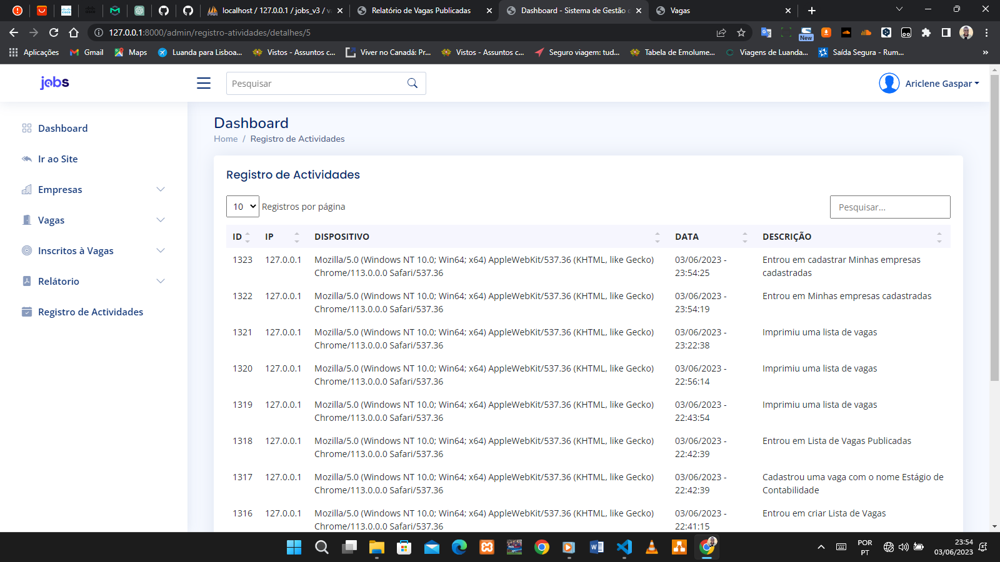 localhost / 127.0.0.1 / jobs_v3 / v
Relatório de Vagas Publicadas
Dashboard - Sistema de Gestão
Vagas
127.0.0.1:8000/admin/registro-atividades/detalhes/5
New
Aplicações
Gmail
Maps
Luanda para Lisboa...
Vistos - Assuntos c...
Viver no Canadá: Pr...
Vistos - Assuntos c...
Seguro viagem: tud...
Tabela de Emolume...
Viagens de Luanda...
Saída Segura - Rum...
»
jobs
Pesquisar
Ariclene Gaspar
Dashboard
Ir ao Site
Empresas
Vagas
Inscritos à Vagas
Relátorio
Registro de Actividades
Dashboard
Home / Registro de Actividades
Registro de Actividades
10 Registros por página
Pesquisar...
ID IP DISPOSITIVO DATA DESCRIÇÃO
1323 127.0.0.1 Mozilla/5.0 (Windows NT 10.0; Win64; x64) AppleWebKit/537.36 (KHTML, like Gecko) 03/06/2023 - Entrou em cadastrar Minhas empresas
Chrome/113.0.0.0 Safari/537.36 23:54:25 cadastradas
1322 127.0.0.1 Mozilla/5.0 (Windows NT 10.0; Win64; x64) AppleWebKit/537.36 (KHTML, like Gecko) 03/06/2023 - Entrou em Minhas empresas cadastradas
Chrome/113.0.0.0 Safari/537.36 23:54:19
1321 127.0.0.1 Mozilla/5.0 (Windows NT 10.0; Win64; x64) AppleWebKit/537.36 (KHTML, like Gecko) 03/06/2023 - Imprimiu uma lista de vagas
Chrome/113.0.0.0 Safari/537.36 23:22:38
1320 127.0.0.1 Mozilla/5.0 (Windows NT 10.0; Win64; x64) AppleWebKit/537.36 (KHTML, like Gecko) 03/06/2023 - Imprimiu uma lista de vagas
Chrome/113.0.0.0 Safari/537.36 22:56:14
1319 127.0.0.1 Mozilla/5.0 (Windows NT 10.0; Win64; x64) AppleWebKit/537.36 (KHTML, like Gecko) 03/06/2023 - Imprimiu uma lista de vagas
Chrome/113.0.0.0 Safari/537.36 22:43:54
1318 127.0.0.1 Mozilla/5.0 (Windows NT 10.0; Win64; x64) AppleWebKit/537.36 (KHTML, like Gecko) 03/06/2023 - Entrou em Lista de Vagas Publicadas
Chrome/113.0.0.0 Safari/537.36 22:42:39
1317 127.0.0.1 Mozilla/5.0 (Windows NT 10.0; Win64; x64) AppleWebKit/537.36 (KHTML, like Gecko) 03/06/2023 - Cadastrou uma vaga com o nome Estágio de
Chrome/113.0.0.0 Safari/537.36 22:42:39 Contabilidade
1316 127.0.0.1 Mozilla/5.0 (Windows NT 10.0; Win64; x64) AppleWebKit/537.36 (KHTML, like Gecko) 03/06/2023 - Entrou em criar Lista de Vagas
Chrome/113.0.0.0 Safari/537.36 22:41:15
POR
PT
23:54
03/06/2023